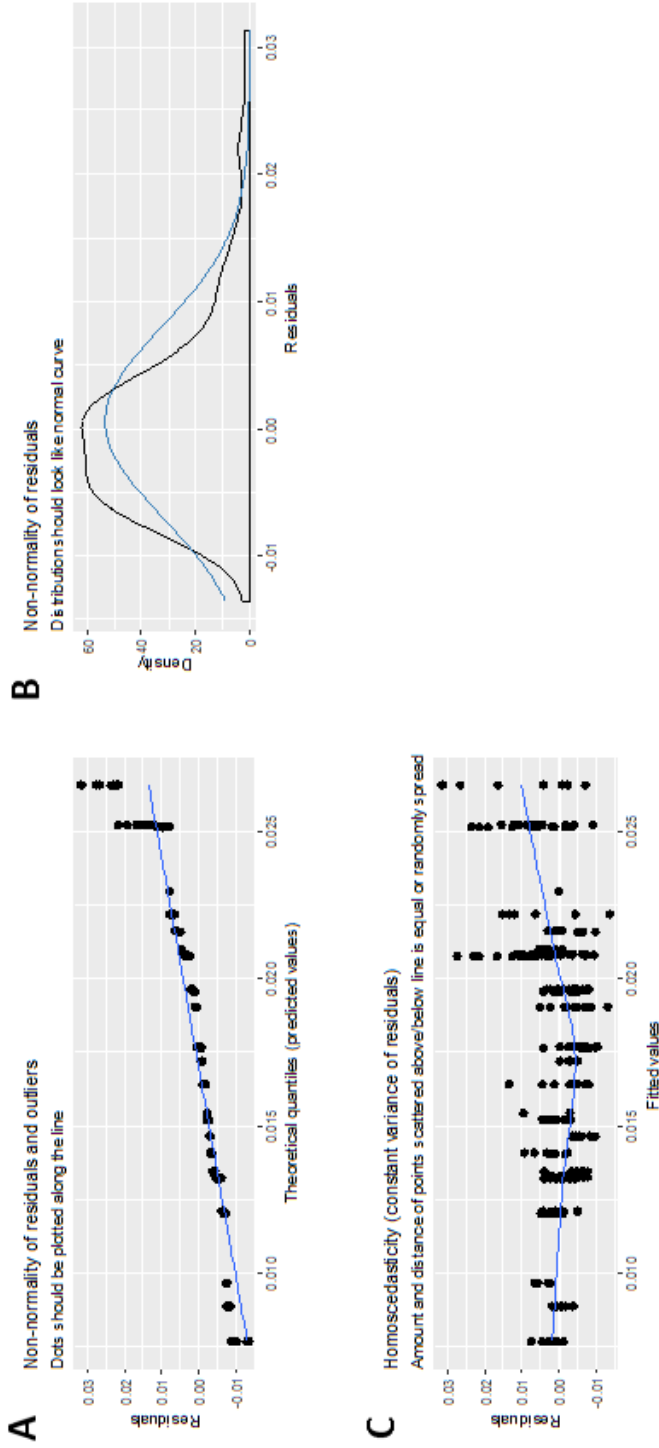 A
Non-normality of residuals and outliers
Dots should be plotted along the line
0.03
0.02
0.01
0.00
-0.01
Residuals
0.010
0.015
0.020
0.025
Theoretical quantiles (predicted values)
B
Non-normality of residuals
Distribution should look like normal curve
60
40
20
0
Density
-0.01
0.00
0.01
0.02
0.03
Residuals
C
Homoscedasticity (constant variance of residuals)
Amount and distance of points scattered above/below line is equal or randomly spread
0.03
0.02
0.01
0.00
-0.01
Residuals
0.010
0.015
0.020
0.025
Fitted values